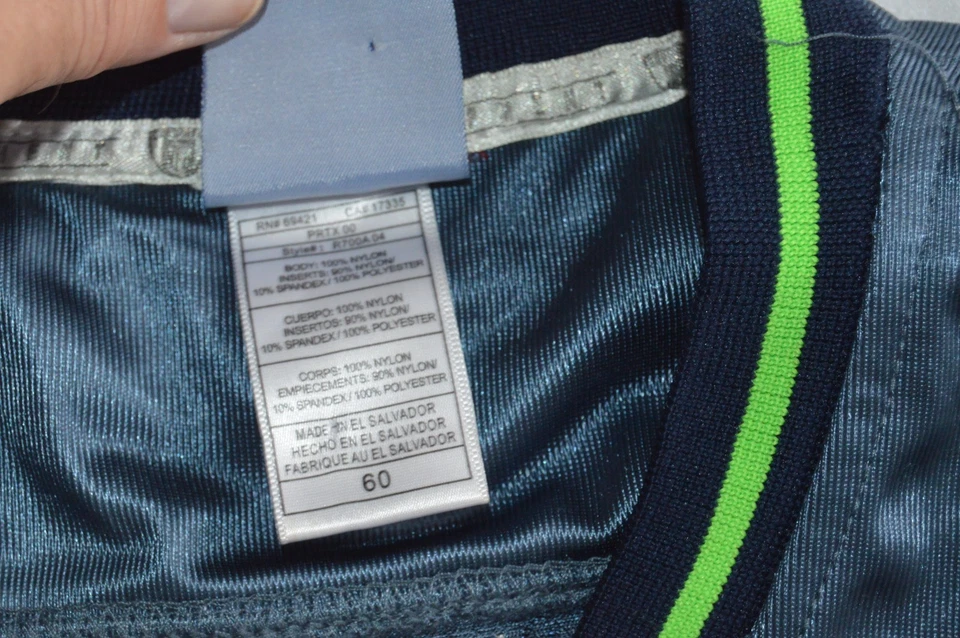 RN# 69421 CA# 17335
PRTX 00
Style# : R700A 04
BODY: 100% NYLON
INSERTS: 90% NYLON/
10% SPANDEX / 100% POLYESTER
CUERPO: 100% NYLON
INSERTOS: 90% NYLON/
10% SPANDEX / 100% POLYESTER
CORPS: 100% NYLON
EMPIECEMENTS: 90% NYLON/
10% SPANDEX / 100% POLYESTER
MADE IN EL SALVADOR
HECHO EN EL SALVADOR
FABRIQUE AU EL SALVADOR
60